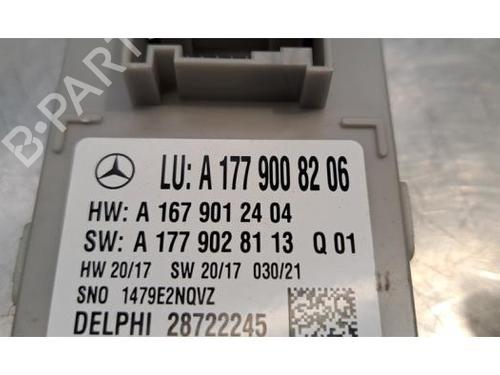 B-PARTS
LU: A 177 900 82 06
HW: A 167 901 24 04
SW: A 177 902 81 13 Q 01
HW 20/17 SW 20/17 030/21
SNO 1479E2NQVZ
DELPHI 28722245